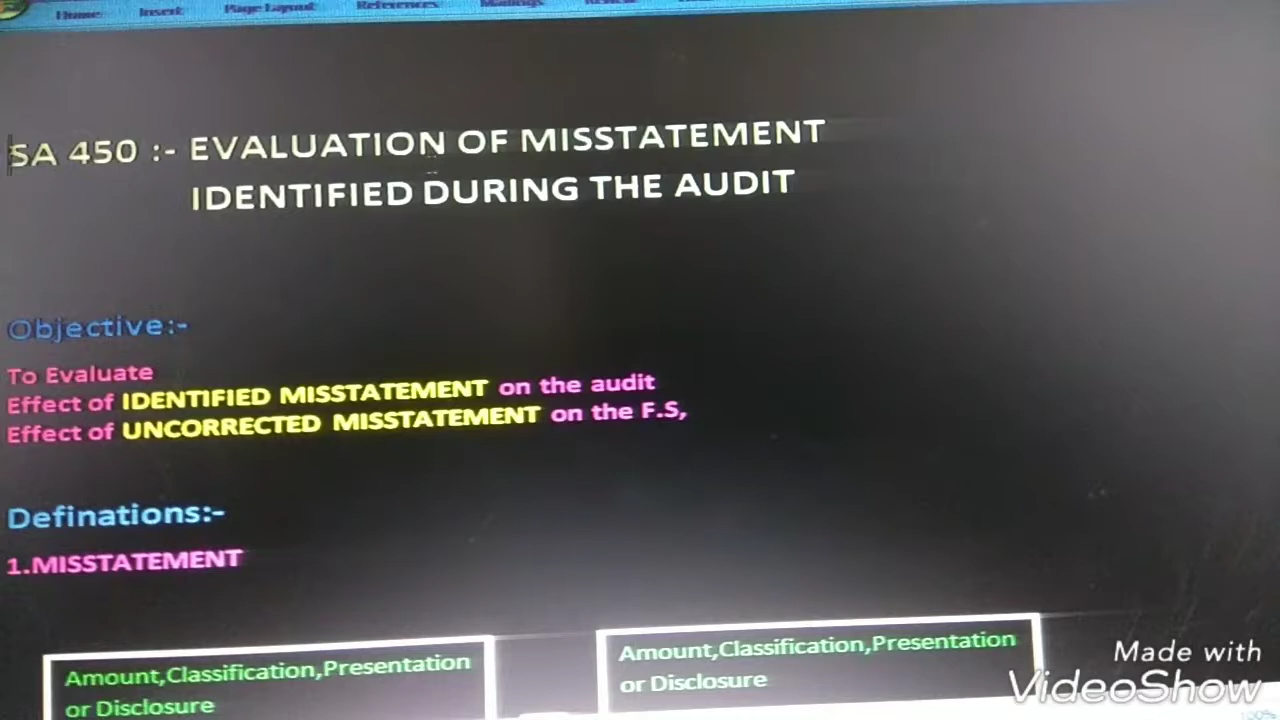 Home Insert Page Layout References Mailings Review
SA 450 :- EVALUATION OF MISSTATEMENT
IDENTIFIED DURING THE AUDIT
Objective:-
To Evaluate
Effect of IDENTIFIED MISSTATEMENT on the audit
Effect of UNCORRECTED MISSTATEMENT on the F.S,
Definations:-
1.MISSTATEMENT
Amount,Classification,Presentation
or Disclosure
Amount,Classification,Presentation
or Disclosure
Made with
VideoShow
100%